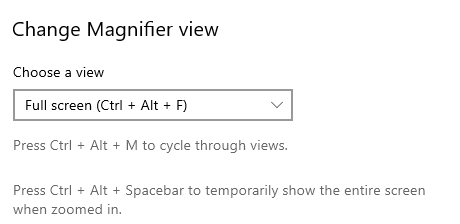 Change Magnifier view
Choose a view
Full screen (Ctrl + Alt + F)
Press Ctrl + Alt + M to cycle through views.
Press Ctrl + Alt + Spacebar to temporarily show the entire screen
when zoomed in.